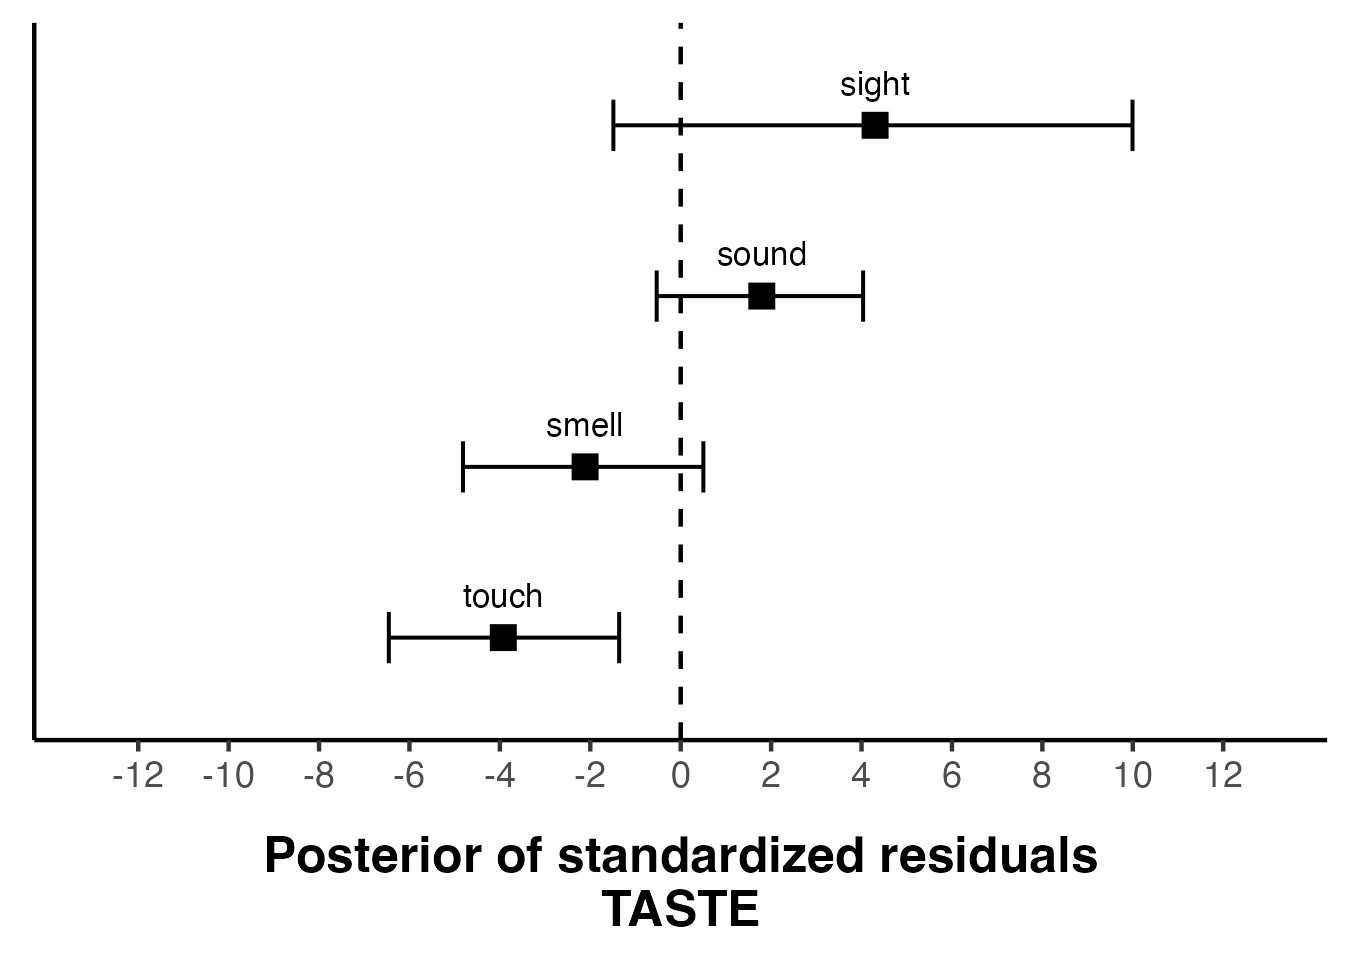 sight
sound
smell
touch
-12 -10 -8 -6 -4 -2 0 2 4 6 8 10 12
Posterior of standardized residuals
TASTE